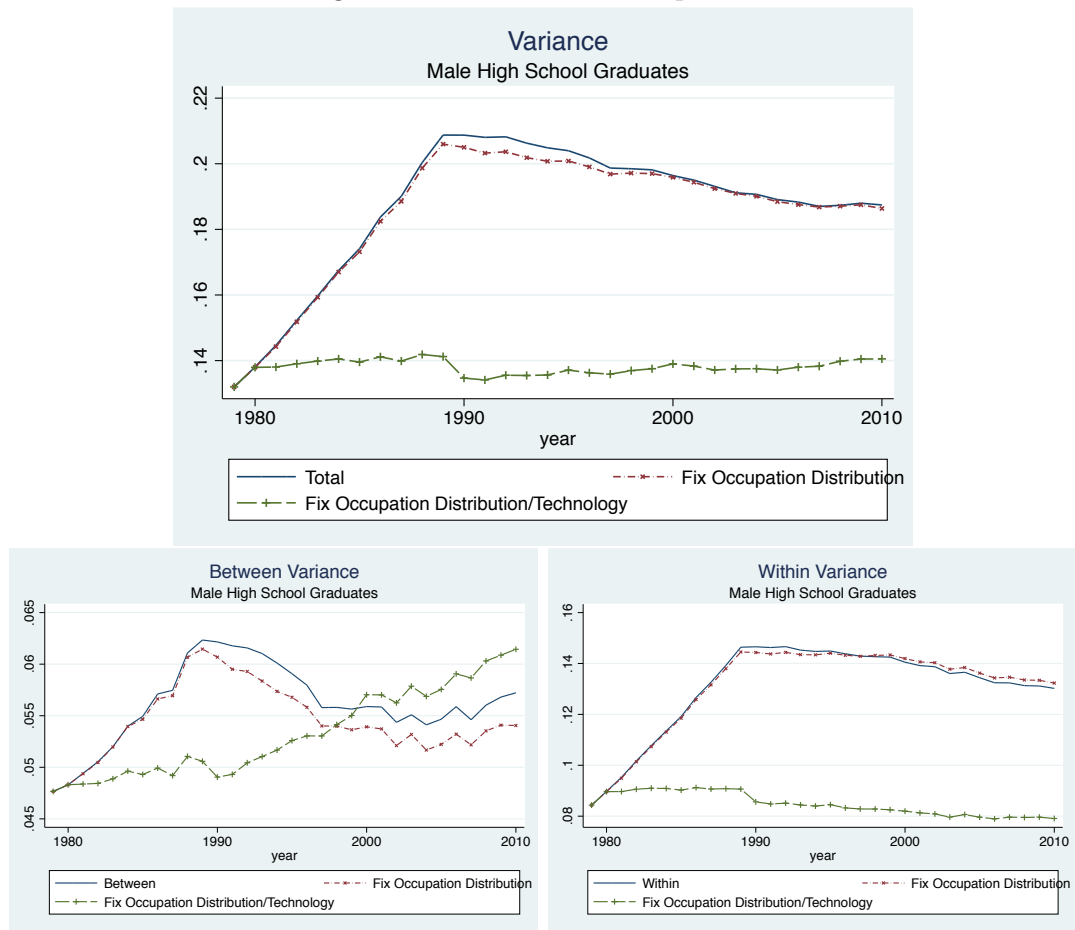 Variance
Male High School Graduates
.22
.2
.18
.16
.14
1980 1990 2000 2010
year
Total Fix Occupation Distribution
Fix Occupation Distribution/Technology
Between Variance
Male High School Graduates
.065
.06
.055
.05
.045
1980 1990 2000 2010
year
Between Fix Occupation Distribution
Fix Occupation Distribution/Technology
Within Variance
Male High School Graduates
.16
.14
.12
.1
.08
1980 1990 2000 2010
year
Within Fix Occupation Distribution
Fix Occupation Distribution/Technology